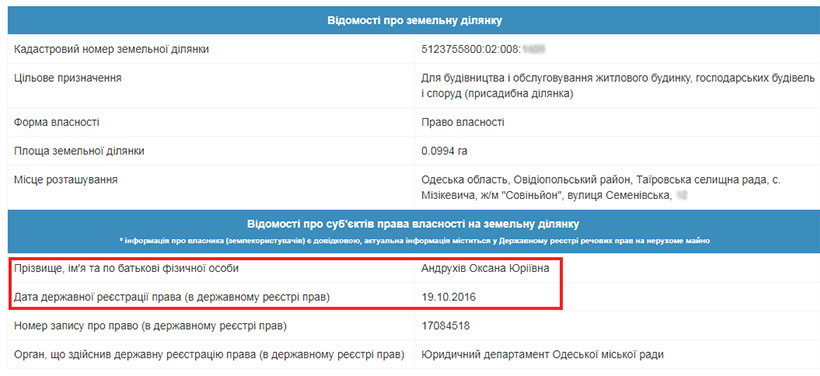 Відомості про земельну ділянку
Кадастровий номер земельної ділянки 5123755800:02:008:
Цільове призначення Для будівництва і обслуговування житлового будинку, господарських будівель
і споруд (присадибна ділянка)
Форма власності Право власності
Площа земельної ділянки 0.0994 га
Місце розташування Одеська область, Овідіопольський район, Таїровська селищна рада, с.
Мізікевича, ж/м "Совіньйон", вулиця Семенівська,
Відомості про суб'єктів права власності на земельну ділянку
* інформація про власника (землекористувачів) є довідковою, актуальна інформація міститься у Державному реєстрі речових прав на нерухоме майно
Прізвище, ім'я та по батькові фізичної особи Андрухів Оксана Юріївна
Дата державної реєстрації права (в державному реєстрі прав) 19.10.2016
Номер запису про право (в державному реєстрі прав) 17084518
Орган, що здійснив державну реєстрацію права (в державному реєстрі прав) Юридичний департамент Одеської міської ради